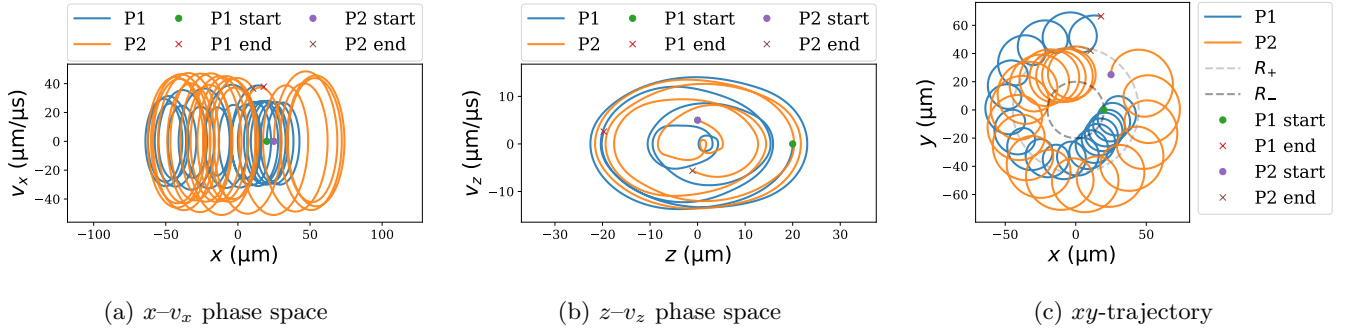 P1 P1 start P2 start
P2 P1 end P2 end
v_x (μm/μs)
40
20
0
−20
−40
−100 −50 0 50 100
x (μm)
(a) x–v_x phase space
P1 P1 start P2 start
P2 P1 end P2 end
v_z (μm/μs)
10
0
−10
−30 −20 −10 0 10 20 30
z (μm)
(b) z–v_z phase space
y (μm)
60
40
20
0
−20
−40
−60
−50 0 50
x (μm)
P1
P2
R_+
R_−
P1 start
P1 end
P2 start
P2 end
(c) xy-trajectory